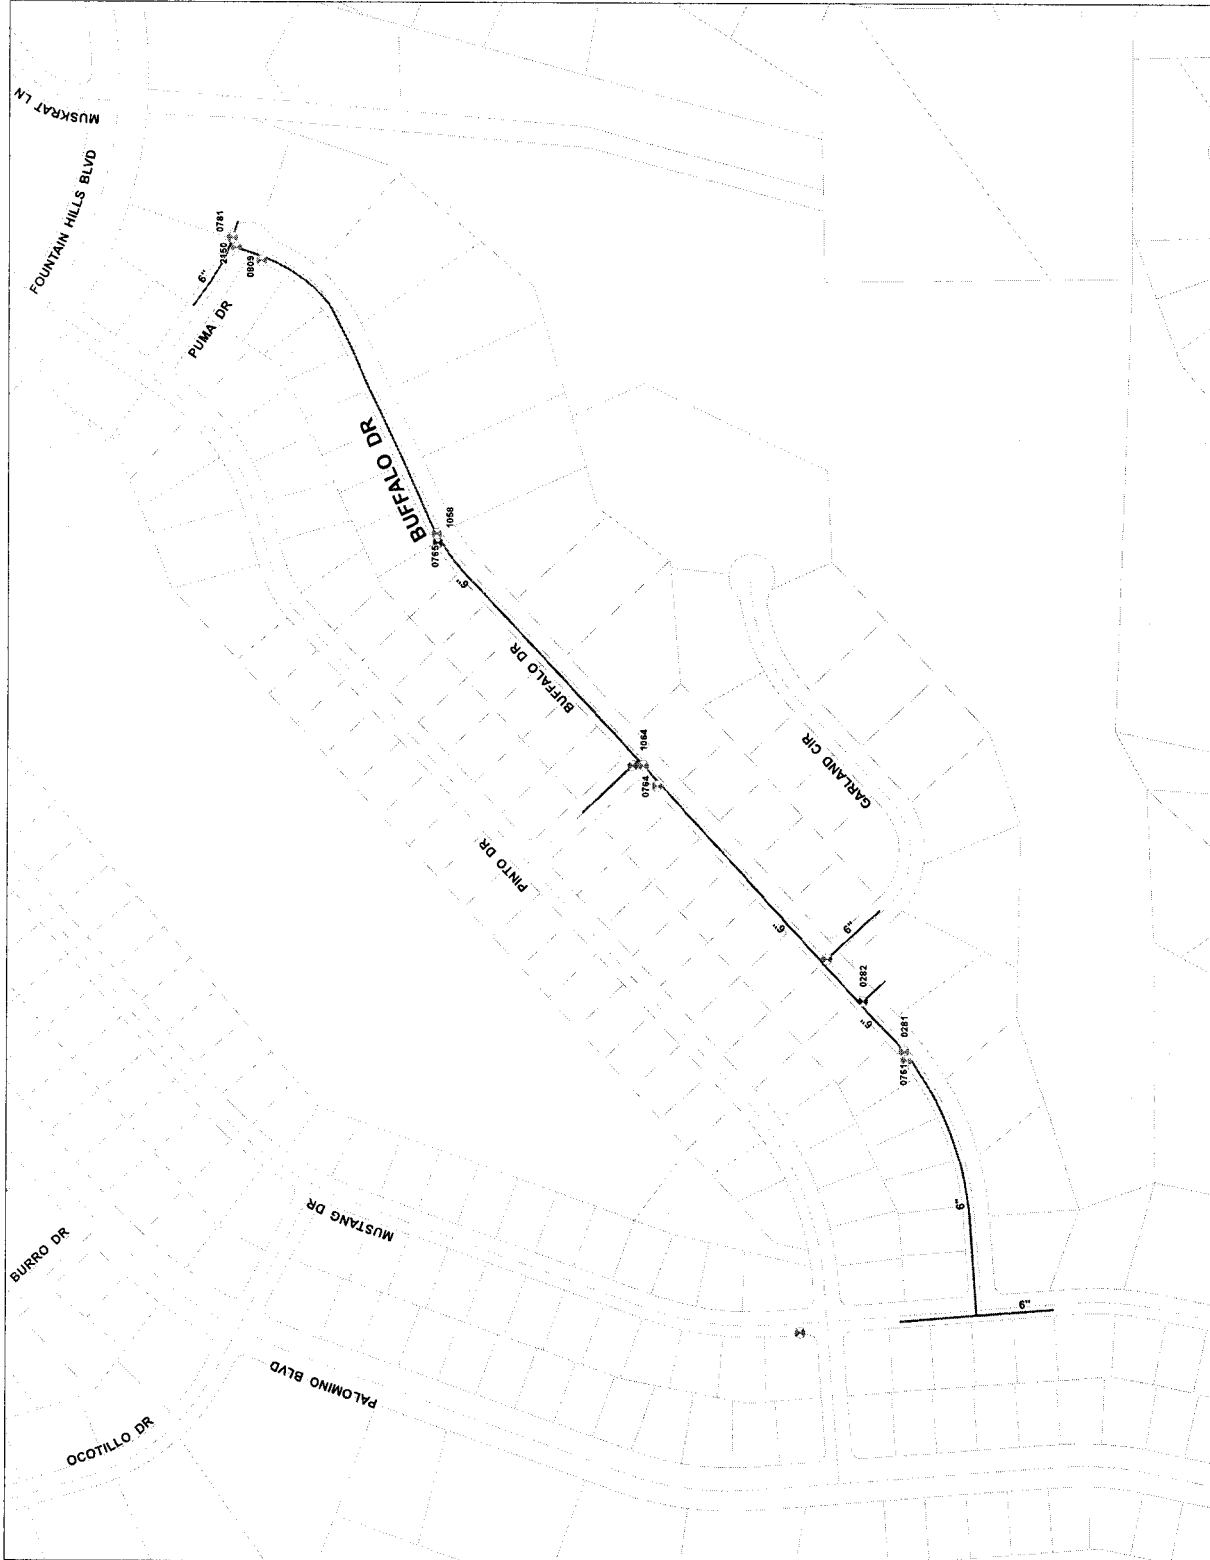 MUSKRAT LN
FOUNTAIN HILLS BLVD
0781
2150
0809
6"
PUMA DR
BUFFALO DR
1058
0765
6"
BUFFALO DR
1064
0764
PINTO DR
GARLAND CIR
6"
6"
0282
6"
0281
0761
6"
6"
MUSTANG DR
BURRO DR
PALOMINO BLVD
OCOTILLO DR